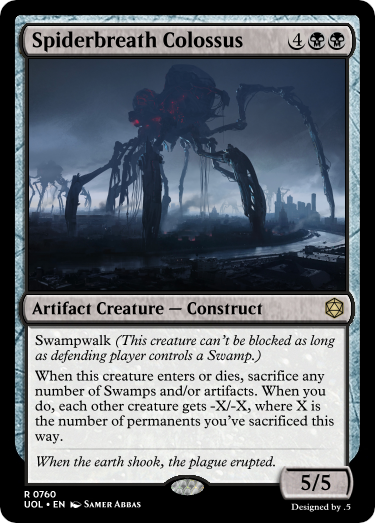 Spiderbreath Colossus 4
Artifact Creature — Construct
Swampwalk (This creature can't be blocked as long
as defending player controls a Swamp.)
When this creature enters or dies, sacrifice any
number of Swamps and/or artifacts. When you
do, each other creature gets -X/-X, where X is
the number of permanents you've sacrificed this
way.
When the earth shook, the plague erupted.
5/5
R 0760
UOL • EN Samer Abbas
Designed by .5